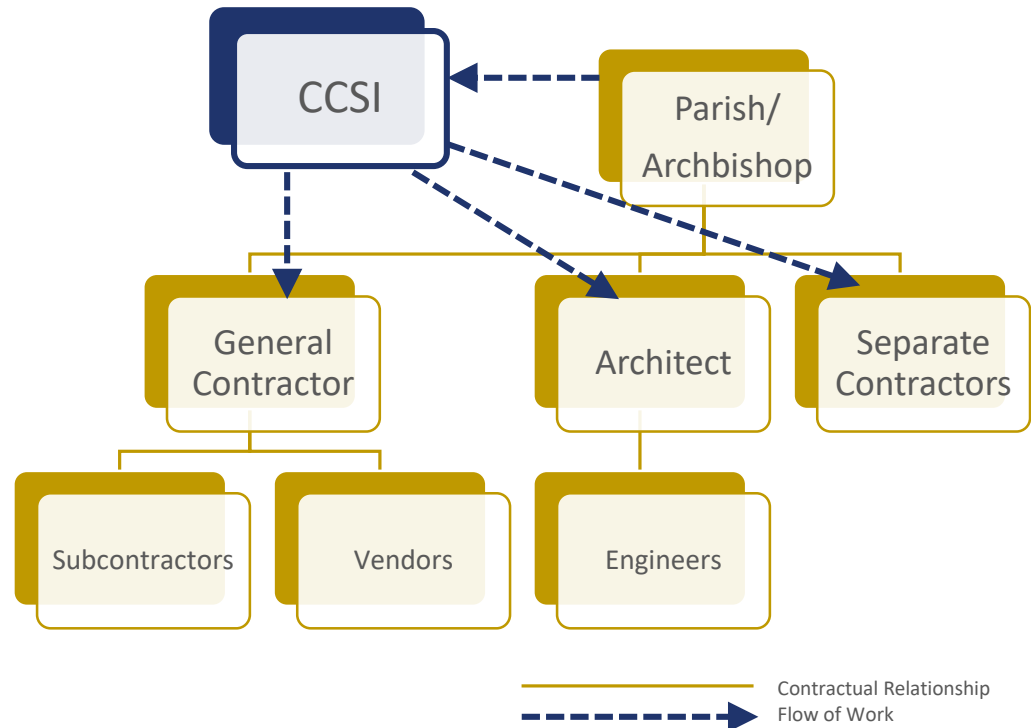 CCSI
Parish/
Archbishop
General
Contractor
Architect
Separate
Contractors
Subcontractors
Vendors
Engineers
Contractual Relationship
Flow of Work